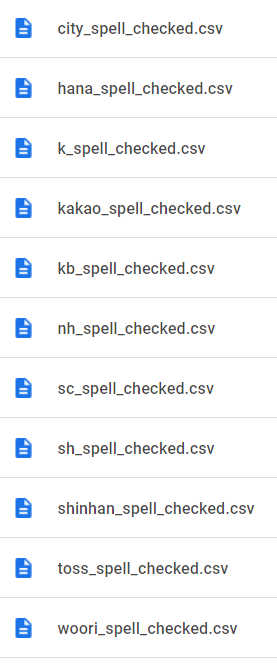 city_spell_checked.csv
hana_spell_checked.csv
k_spell_checked.csv
kakao_spell_checked.csv
kb_spell_checked.csv
nh_spell_checked.csv
sc_spell_checked.csv
sh_spell_checked.csv
shinhan_spell_checked.csv
toss_spell_checked.csv
woori_spell_checked.csv